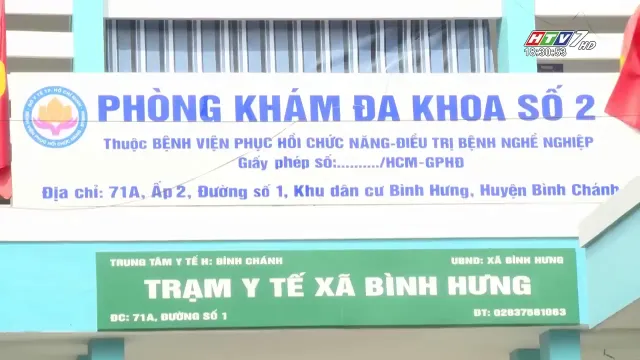 HTV7 HD
18:30:53
PHÒNG KHÁM ĐA KHOA SỐ 2
Thuộc BỆNH VIỆN PHỤC HỒI CHỨC NĂNG-ĐIỀU TRỊ BỆNH NGHỀ NGHIỆP
Giấy phép số:........../HCM-GPHĐ
Địa chỉ: 71A, Ấp 2, Đường số 1, Khu dân cư Bình Hưng, Huyện Bình Chánh
TRUNG TÂM Y TẾ H: BÌNH CHÁNH
UBND: XÃ BÌNH HƯNG
TRẠM Y TẾ XÃ BÌNH HƯNG
ĐC: 71A, ĐƯỜNG SỐ 1
ĐT: 02837581063